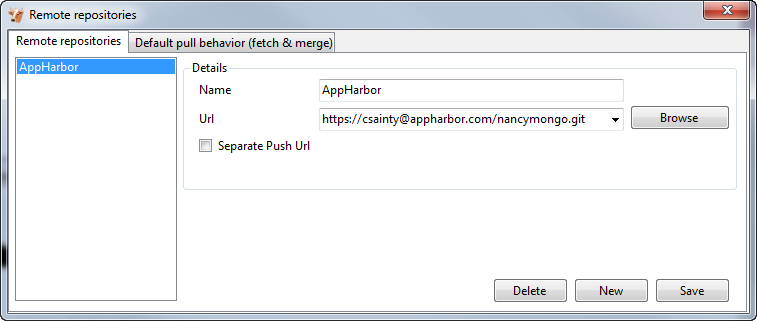 Remote repositories
Remote repositories Default pull behavior (fetch & merge)
AppHarbor
Details
Name AppHarbor
Url https://csainty@appharbor.com/nancymongo.git Browse
Separate Push Url
Delete New Save